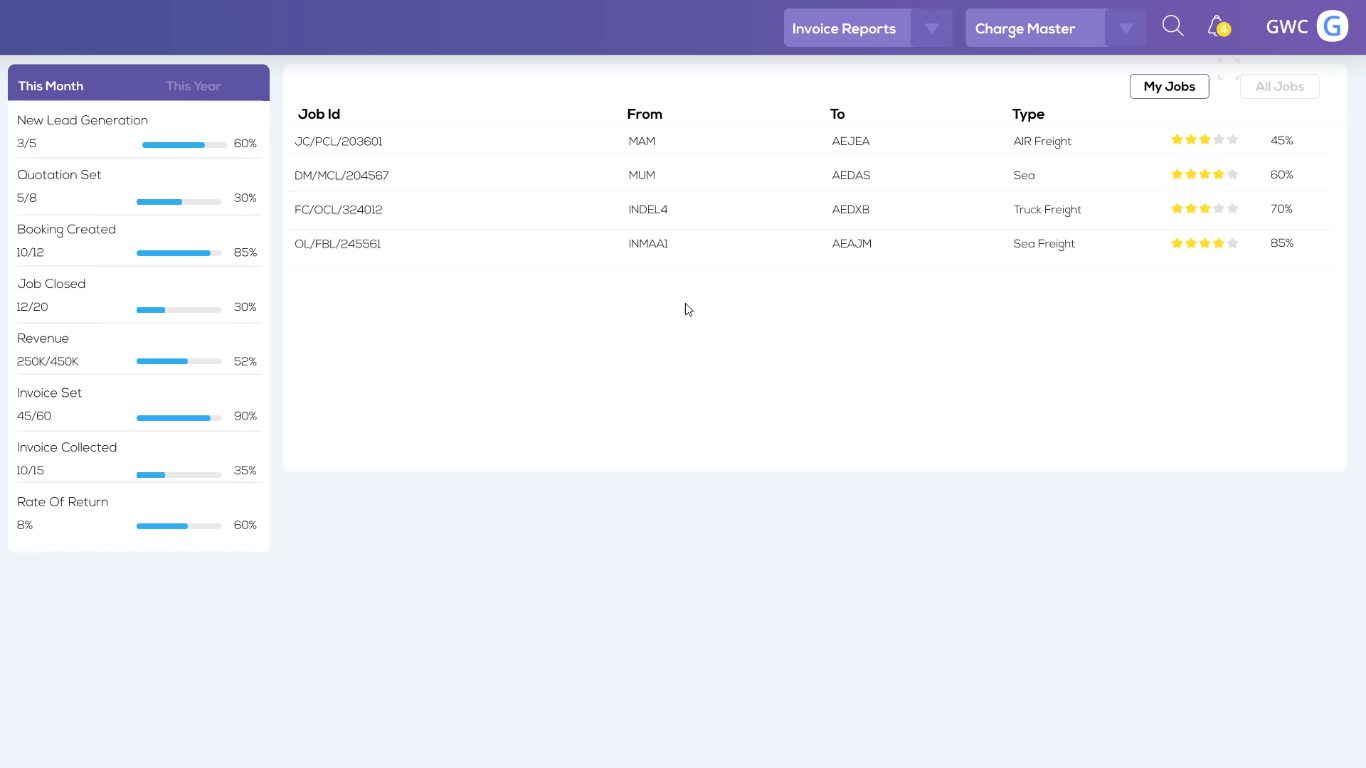 Invoice Reports Charge Master 4 GWC G
This Month This Year
New Lead Generation
3/5 60%
Quotation Set
5/8 30%
Booking Created
10/12 85%
Job Closed
12/20 30%
Revenue
250K/450K 52%
Invoice Set
45/60 90%
Invoice Collected
10/15 35%
Rate Of Return
8% 60%
My Jobs All Jobs
Job Id From To Type
JC/PCL/203601 MAM AEJEA AIR Freight 45%
DM/MCL/204567 MUM AEDAS Sea 60%
FC/OCL/324012 INDEL4 AEDXB Truck Freight 70%
OL/FBL/245561 INMAA1 AEAJM Sea Freight 85%